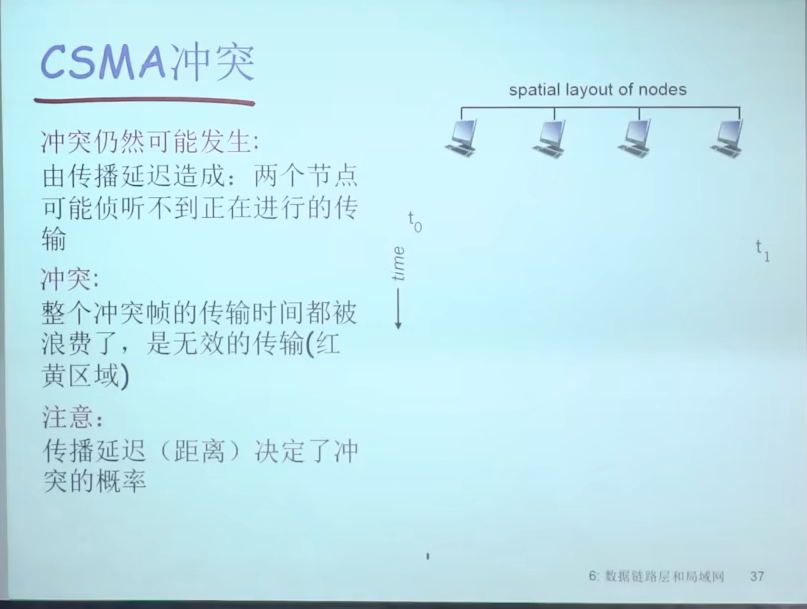 CSMA冲突
spatial layout of nodes
冲突仍然可能发生:
由传播延迟造成：两个节点
可能侦听不到正在进行的传
输
冲突:
整个冲突帧的传输时间都被
浪费了，是无效的传输(红
黄区域)
注意：
传播延迟（距离）决定了冲
突的概率
t0
time
t1
6: 数据链路层和局域网 37